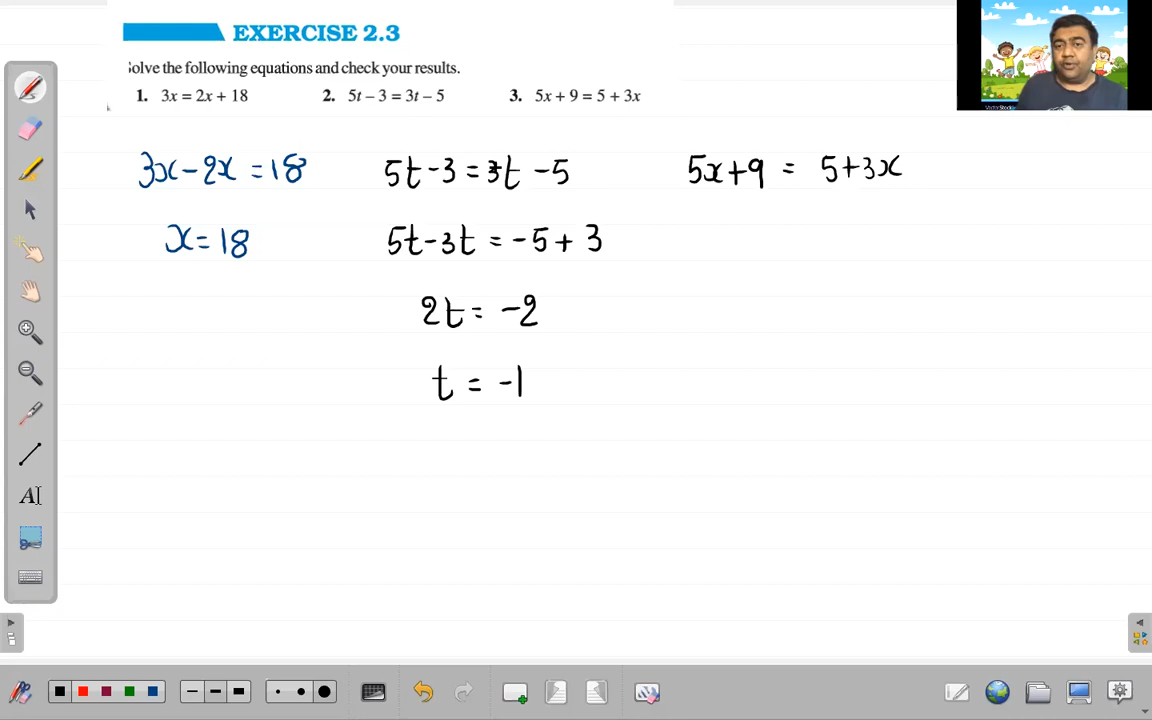 EXERCISE 2.3
Solve the following equations and check your results.
1. 3x = 2x + 18 2. 5t – 3 = 3t – 5 3. 5x + 9 = 5 + 3x
3x - 2x = 18
x = 18
5t - 3 = 3t - 5
5t - 3t = -5 + 3
2t = -2
t = -1
5x + 9 = 5 + 3x
AI